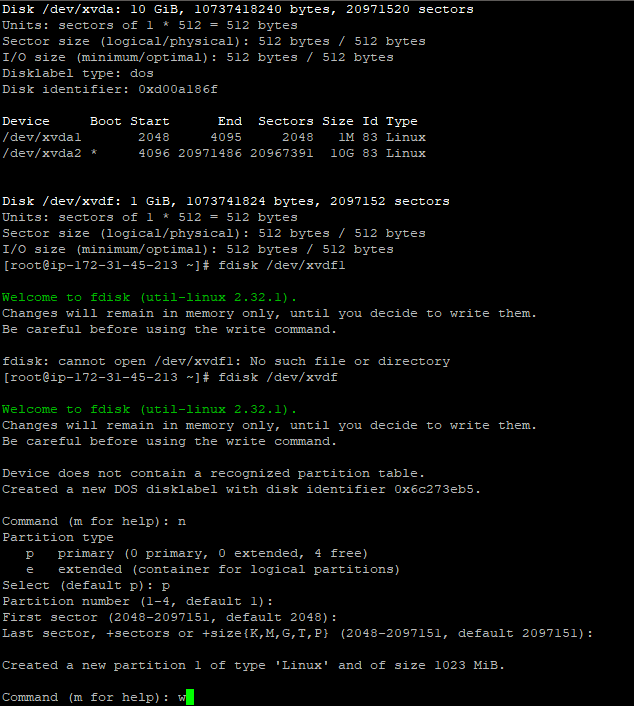 Disk /dev/xvda: 10 GiB, 10737418240 bytes, 20971520 sectors
Units: sectors of 1 * 512 = 512 bytes
Sector size (logical/physical): 512 bytes / 512 bytes
I/O size (minimum/optimal): 512 bytes / 512 bytes
Disklabel type: dos
Disk identifier: 0xd00a186f

Device     Boot Start      End  Sectors Size Id Type
/dev/xvda1       2048     4095     2048   1M 83 Linux
/dev/xvda2 *     4096 20971486 20967391  10G 83 Linux


Disk /dev/xvdf: 1 GiB, 1073741824 bytes, 2097152 sectors
Units: sectors of 1 * 512 = 512 bytes
Sector size (logical/physical): 512 bytes / 512 bytes
I/O size (minimum/optimal): 512 bytes / 512 bytes
[root@ip-172-31-45-213 ~]# fdisk /dev/xvdf1

Welcome to fdisk (util-linux 2.32.1).
Changes will remain in memory only, until you decide to write them.
Be careful before using the write command.

fdisk: cannot open /dev/xvdf1: No such file or directory
[root@ip-172-31-45-213 ~]# fdisk /dev/xvdf

Welcome to fdisk (util-linux 2.32.1).
Changes will remain in memory only, until you decide to write them.
Be careful before using the write command.

Device does not contain a recognized partition table.
Created a new DOS disklabel with disk identifier 0x6c273eb5.

Command (m for help): n
Partition type
   p   primary (0 primary, 0 extended, 4 free)
   e   extended (container for logical partitions)
Select (default p): p
Partition number (1-4, default 1):
First sector (2048-2097151, default 2048):
Last sector, +sectors or +size{K,M,G,T,P} (2048-2097151, default 2097151):

Created a new partition 1 of type 'Linux' and of size 1023 MiB.

Command (m for help): w